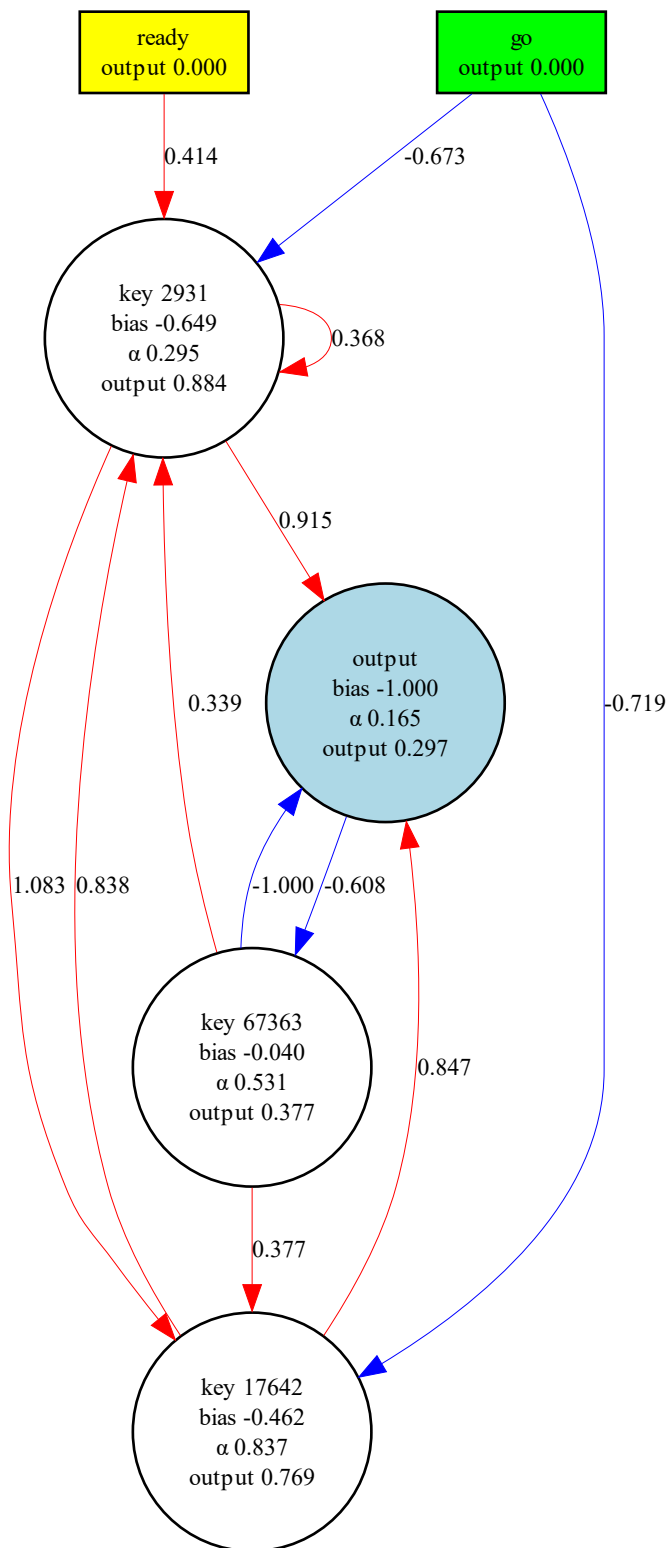 ready
output 0.000
go
output 0.000
0.414
-0.673
key 2931
bias -0.649
α 0.295
output 0.884
0.368
0.915
output
bias -1.000
α 0.165
output 0.297
0.339
-0.719
1.083
0.838
-1.000
-0.608
key 67363
bias -0.040
α 0.531
output 0.377
0.847
0.377
key 17642
bias -0.462
α 0.837
output 0.769